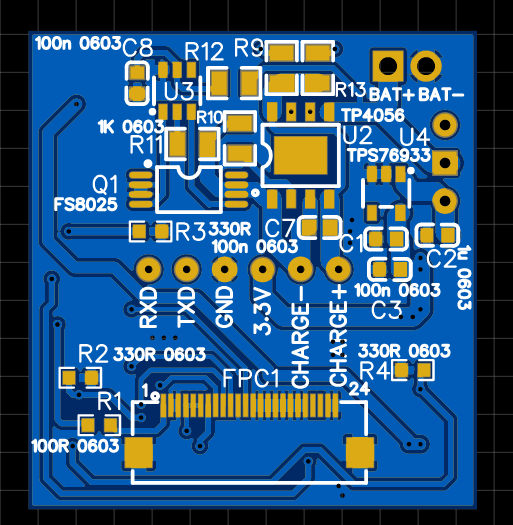 100n 0603
C8
R12
R9
U3
R13
BAT+
BAT-
1K 0603
R10
TP4056
U2
U4
R11
TPS76933
Q1
FS8025
R3
330R
100n 0603
C7
C1
C2
1u 0603
100n 0603
C3
RXD
TXD
GND
3.3V
CHARGE-
CHARGE+
R2
330R 0603
330R 0603
R4
FPC1
1
24
R1
100R 0603